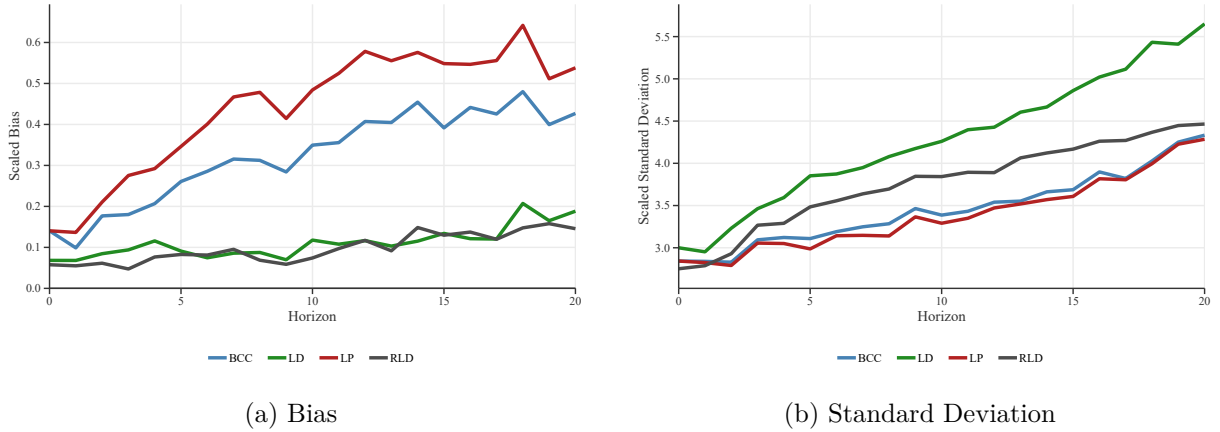 0.6
0.5
0.4
0.3
0.2
0.1
0.0
Scaled Bias
0
5
10
15
20
Horizon
BCC LD LP RLD
(a) Bias
5.5
5.0
4.5
4.0
3.5
3.0
Scaled Standard Deviation
0
5
10
15
20
Horizon
BCC LD LP RLD
(b) Standard Deviation